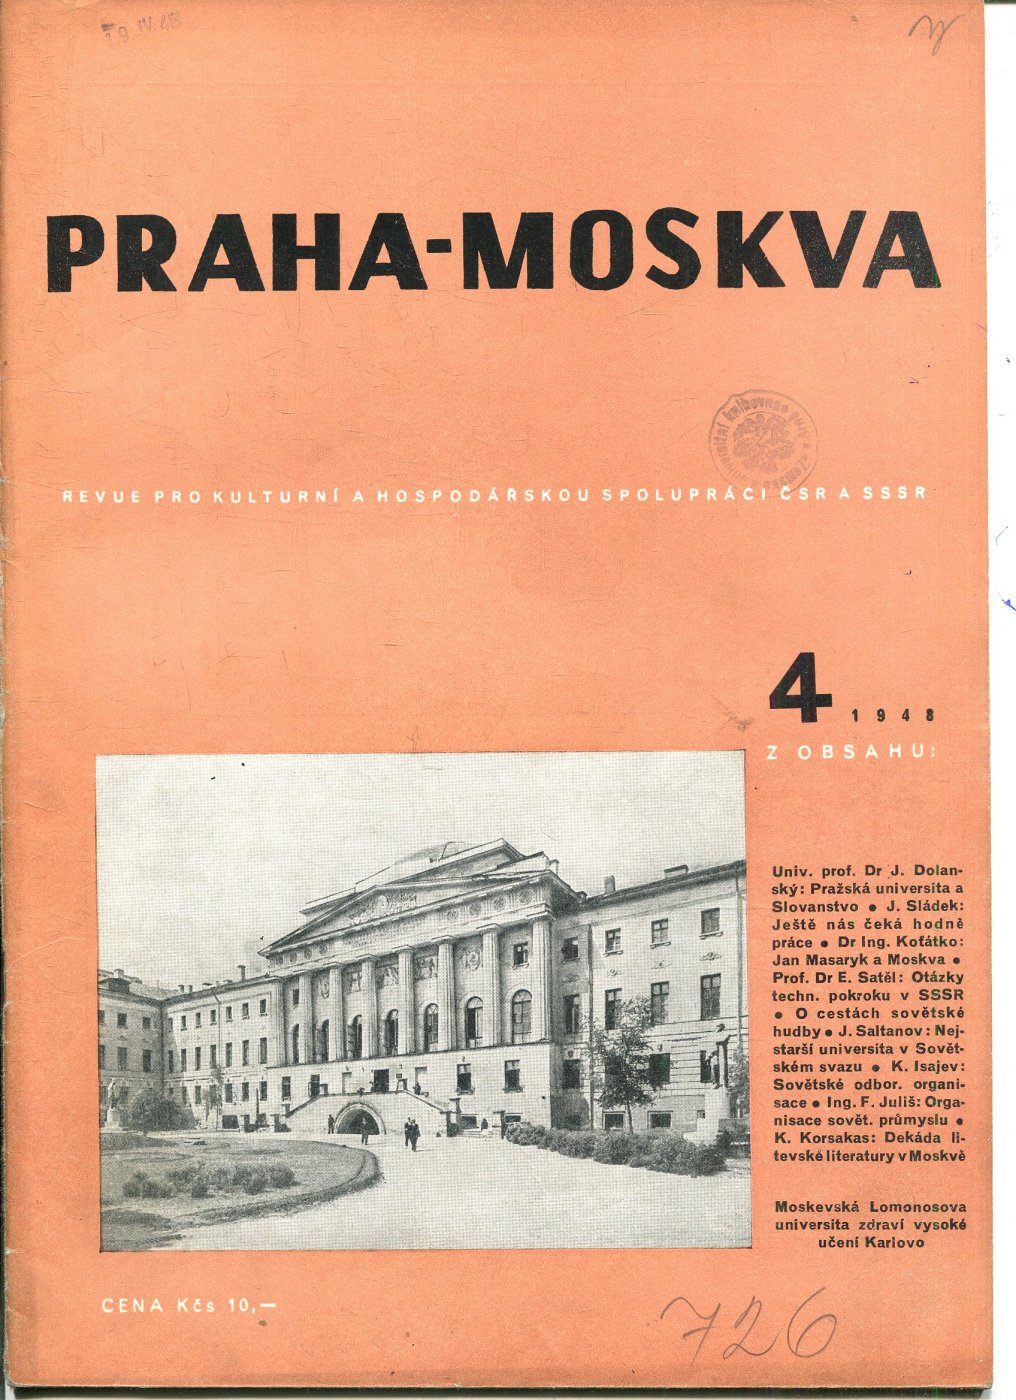 9.IV.48
PRAHA-MOSKVA
REVUE PRO KULTURNÍ A HOSPODÁŘSKOU SPOLUPRÁCI ČSR A SSSR
4 1948
Z OBSAHU:
Univ. prof. Dr J. Dolan-
ský: Pražská universita a
Slovanstvo ● J. Sládek:
Ještě nás čeká hodně
práce ● Dr Ing. Koťátko:
Jan Masaryk a Moskva ●
Prof. Dr E. Satěl: Otázky
techn. pokroku v SSSR
● O cestách sovětské
hudby ● J. Saltanov: Nej-
starší universita v Sovět-
ském svazu ● K. Isajev:
Sovětské odbor. organi-
sace ● Ing. F. Juliš: Orga-
nisace sovět. průmyslu ●
K. Korsakas: Dekáda li-
tevské literatury v Moskvě
Moskevská Lomonosova
universita zdraví vysoké
učení Karlovo
CENA Kčs 10,—
726